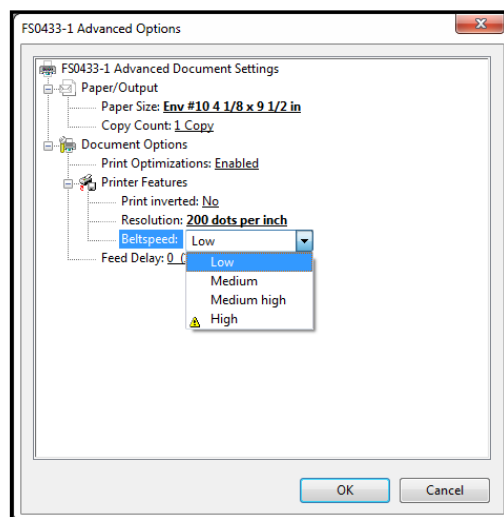 FS0433-1 Advanced Options
FS0433-1 Advanced Document Settings
Paper/Output
Paper Size: Env #10 4 1/8 x 9 1/2 in
Copy Count: 1 Copy
Document Options
Print Optimizations: Enabled
Printer Features
Print inverted: No
Resolution: 200 dots per inch
Beltspeed: Low
Feed Delay: 0
Low
Medium
Medium high
High
OK Cancel